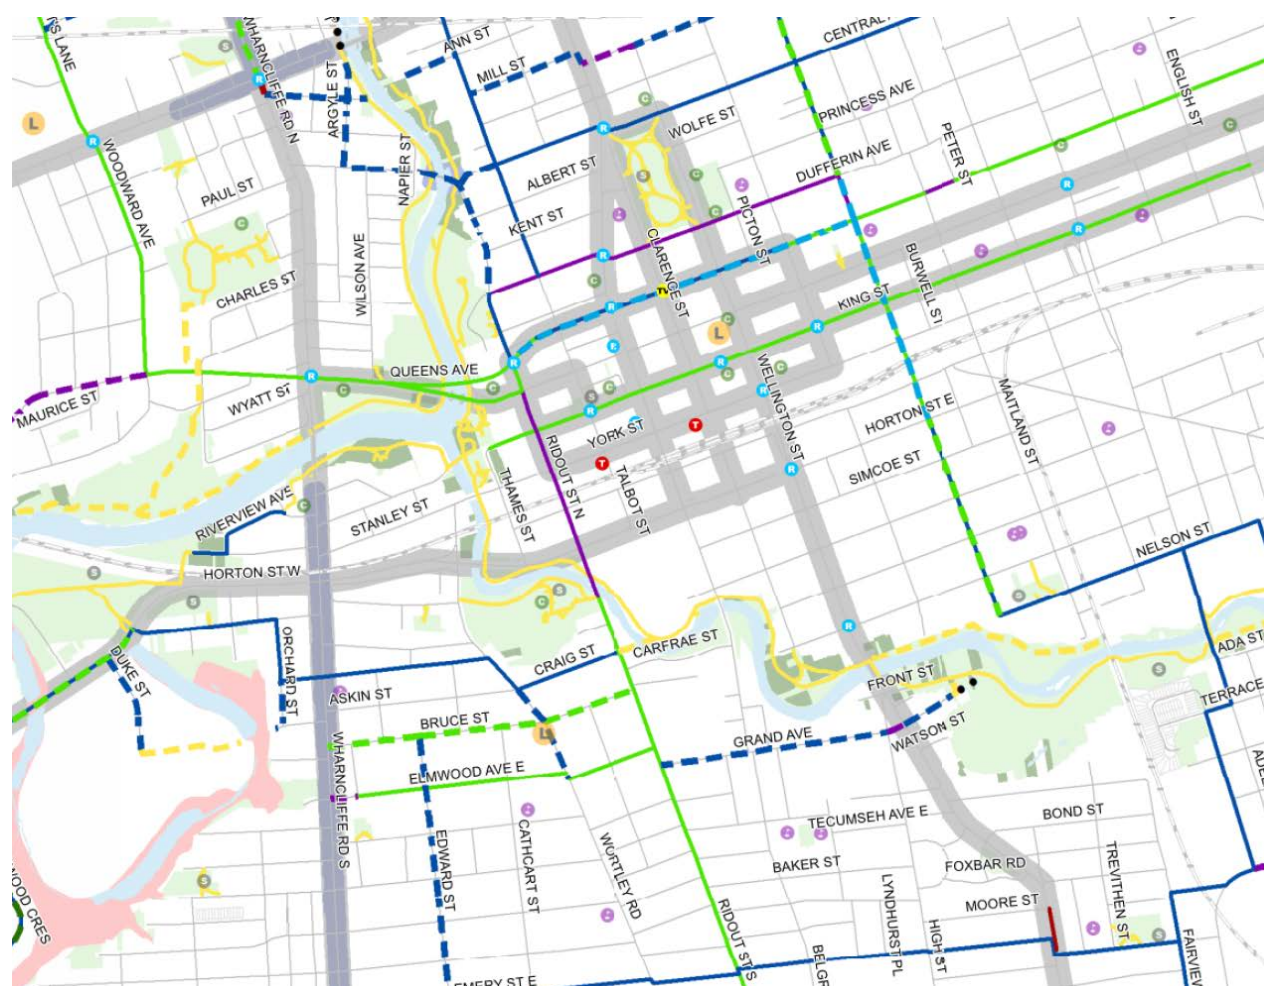 'S LANE
WHARNCLIFFE RD N
ARGYLE ST
ANN ST
MILL ST
CENTRAL
ENGLISH ST
L
R
WOODWARD AVE
NAPIER ST
WOLFE ST
PRINCESS AVE
PETER ST
ALBERT ST
DUFFERIN AVE
PAUL ST
KENT ST
PICTON ST
CLARENCE ST
WILSON AVE
CHARLES ST
BURWELL ST
KING ST
L
QUEENS AVE
WELLINGTON ST
MAITLAND ST
MAURICE ST
WYATT ST
HORTON ST E
YORK ST
T
T
RIDOUT ST N
SIMCOE ST
TALBOT ST
THAMES ST
RIVERVIEW AVE
STANLEY ST
NELSON ST
HORTON ST W
ORCHARD ST
DUKE ST
CRAIG ST
CARFRAE ST
ADA ST
FRONT ST
ASKIN ST
TERRACE
BRUCE ST
WATSON ST
GRAND AVE
WHARNCLIFFE RD S
ELMWOOD AVE E
TECUMSEH AVE E
BOND ST
EDWARD ST
CATHCART ST
WORTLEY RD
BAKER ST
FOXBAR RD
TREVITHEN ST
LYNDHURST PL
MOORE ST
WOOD CRES
RIDOUT ST S
HIGH ST
BELGR
FAIRVIEW
EMERY ST E